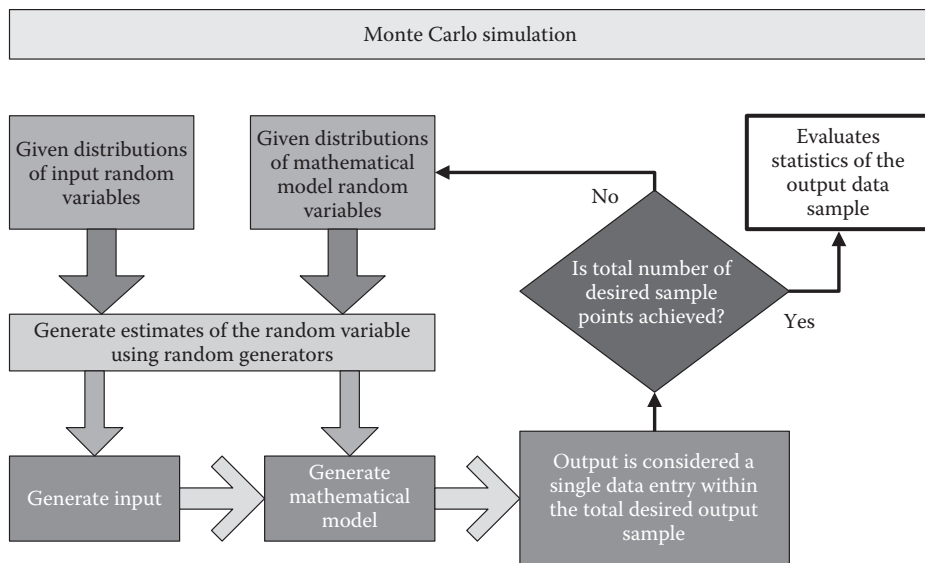 Monte Carlo simulation
Given distributions
of input random
variables
Given distributions
of mathematical
model random
variables
No
Evaluates
statistics of the
output data
sample
Is total number of
desired sample
points achieved?
Yes
Generate estimates of the random variable
using random generators
Generate input
Generate
mathematical
model
Output is considered a
single data entry within
the total desired output
sample